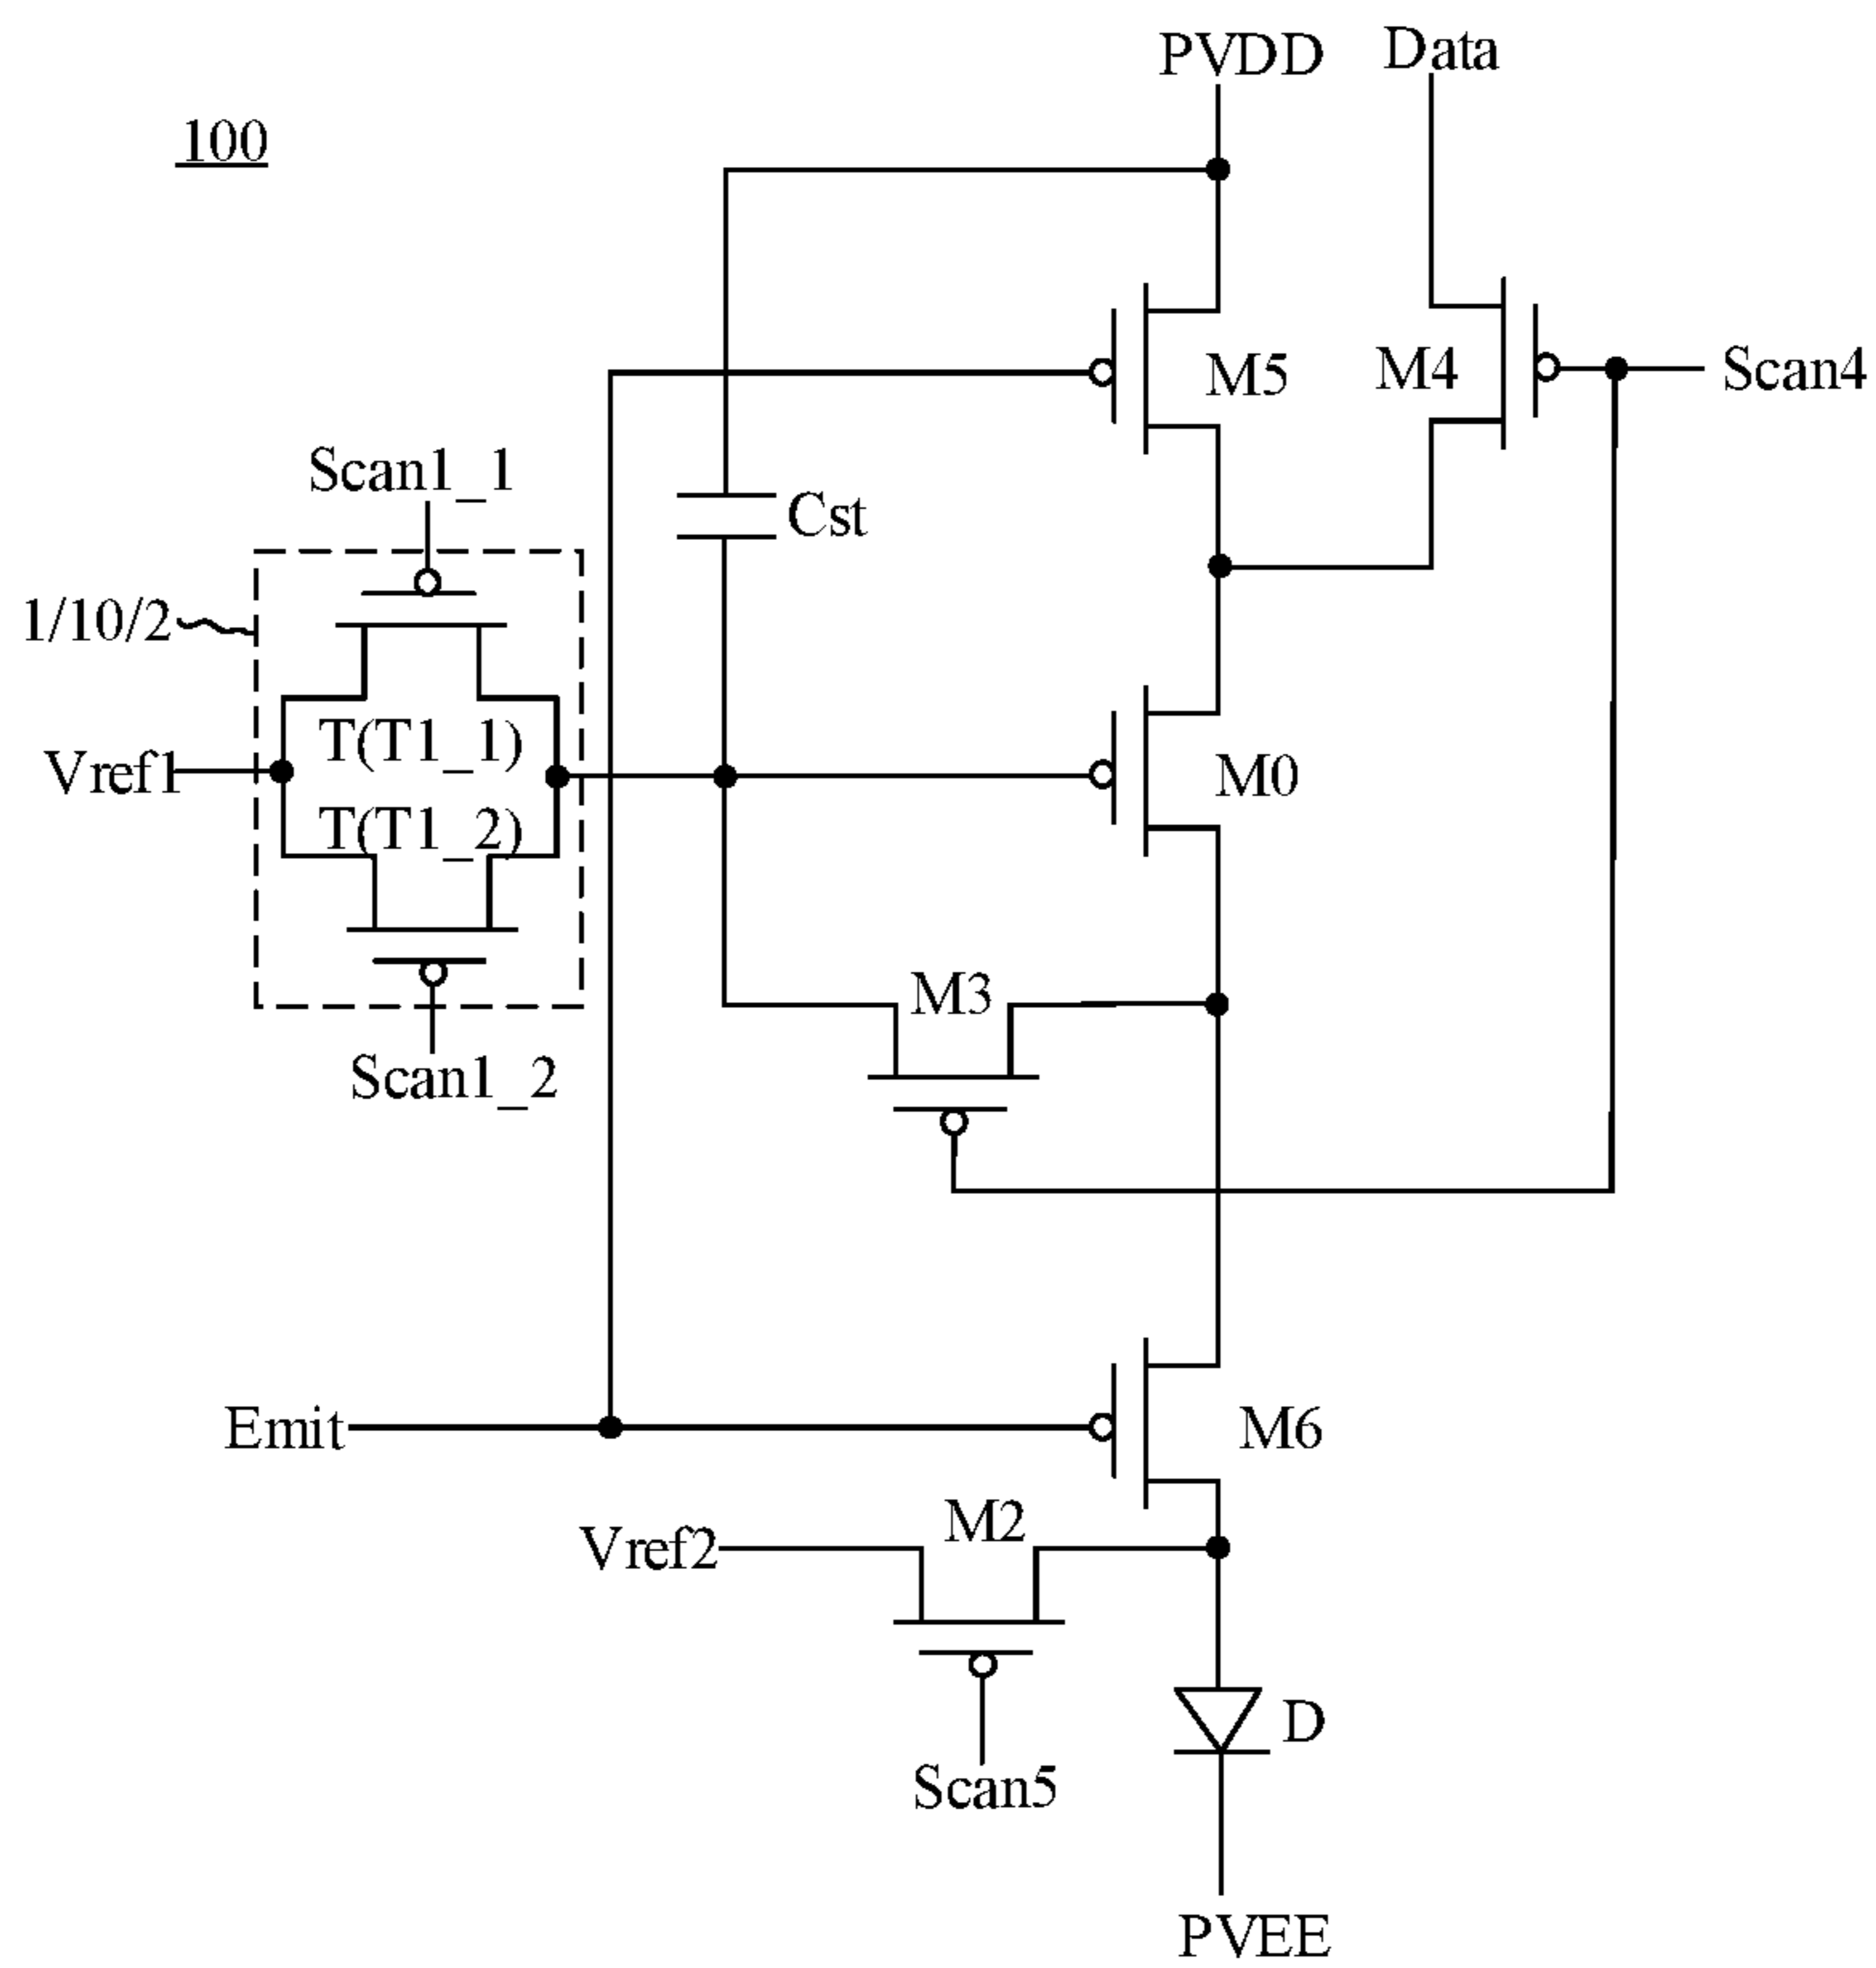 PVDD
Data
100
M5
M4
Scan4
Scan1_1
Cst
1/10/2
T(T1_1)
Vref1
M0
T(T1_2)
M3
Scan1_2
Emit
M6
M2
Vref2
D
Scan5
PVEE